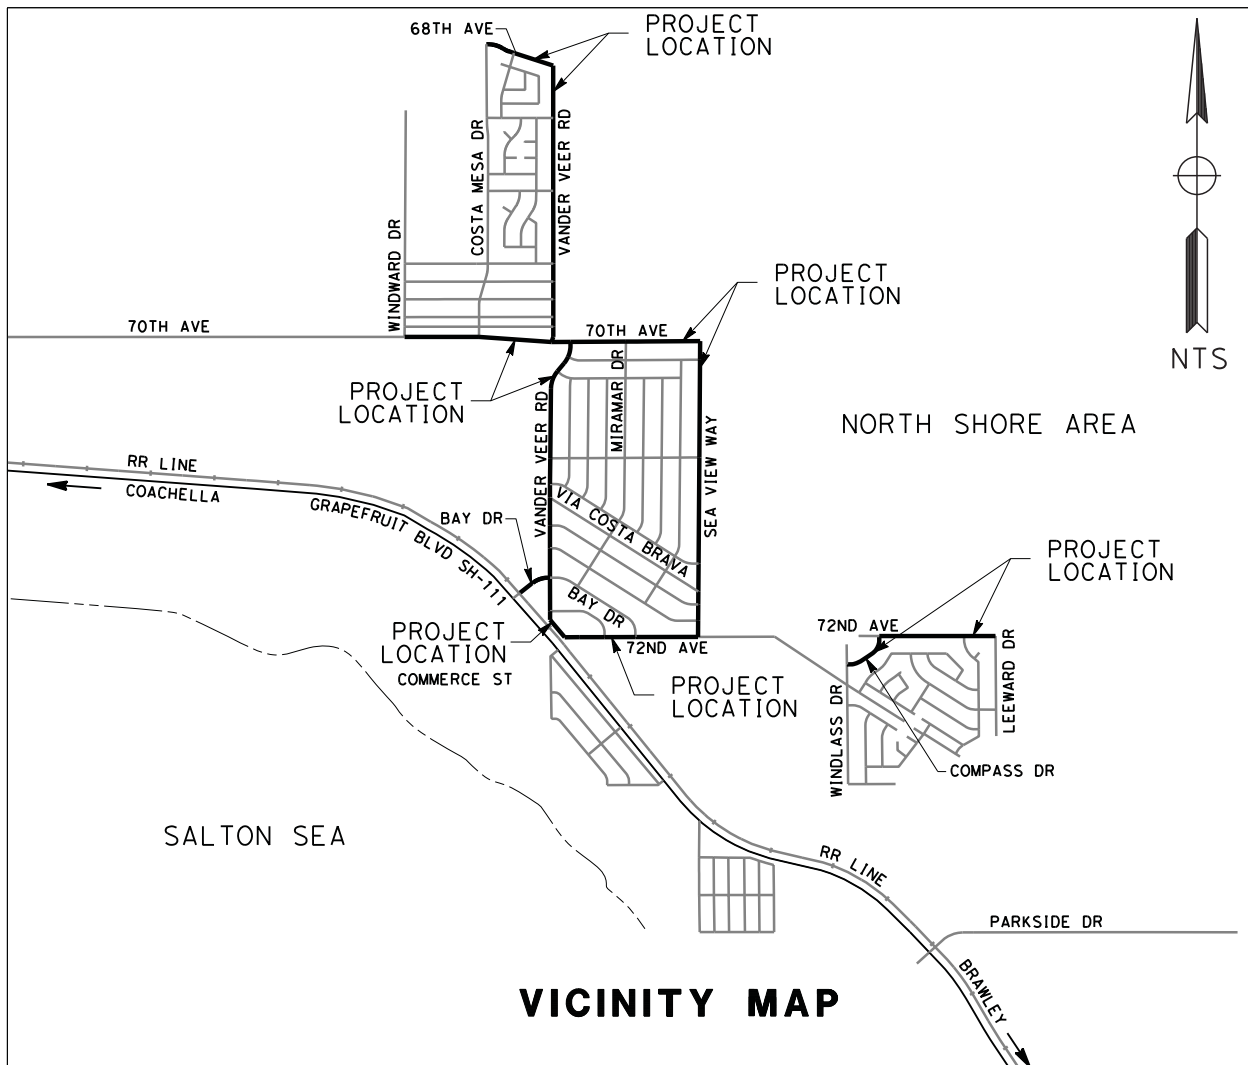 68TH AVE
PROJECT
LOCATION
COSTA MESA DR
VANDER VEER RD
WINDWARD DR
PROJECT
LOCATION
70TH AVE
70TH AVE
NTS
MIRAMAR DR
PROJECT
LOCATION
VANDER VEER RD
SEA VIEW WAY
NORTH SHORE AREA
RR LINE
COACHELLA
GRAPEFRUIT BLVD SH-111
BAY DR
VIA COSTA BRAVA
PROJECT
LOCATION
BAY DR
PROJECT
LOCATION
COMMERCE ST
72ND AVE
72ND AVE
PROJECT
LOCATION
WINDLASS DR
LEEWARD DR
COMPASS DR
SALTON SEA
RR LINE
PARKSIDE DR
BRAWLEY
VICINITY MAP